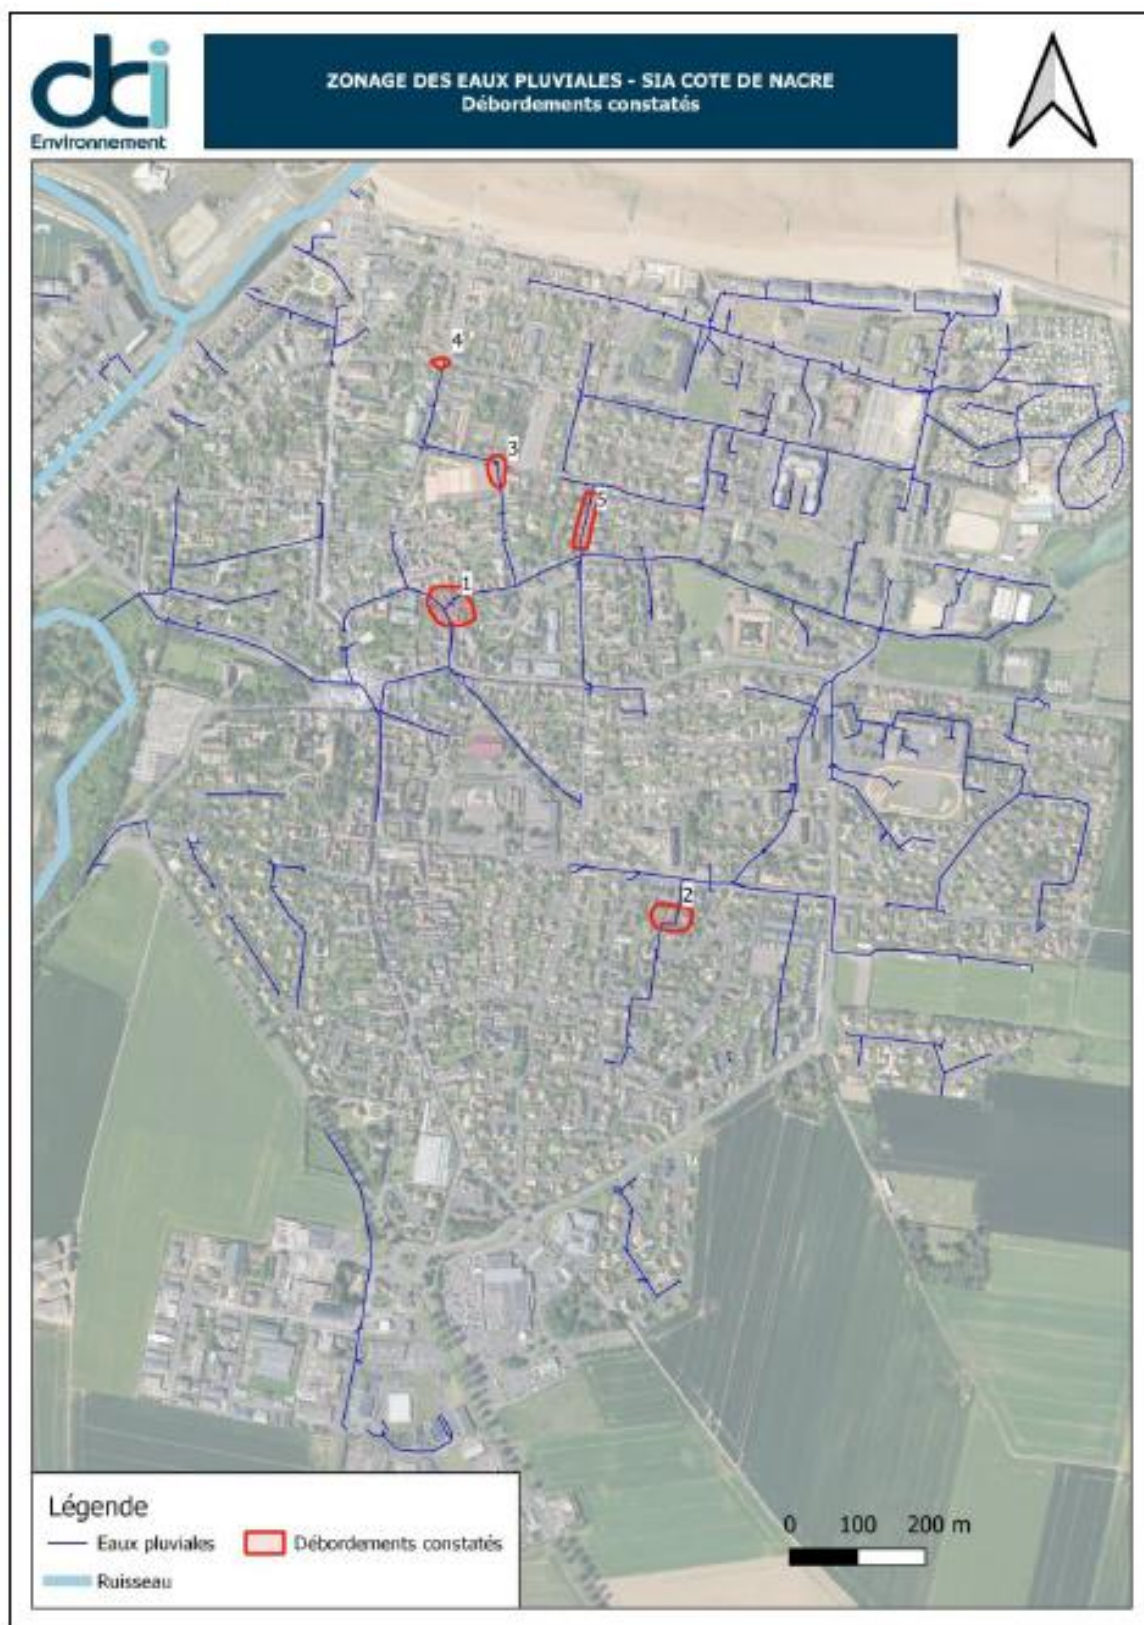 dci
Environnement
ZONAGE DES EAUX PLUVIALES - SIA COTE DE NACRE
Débordements constatés
4
3
5
1
2
Légende
Eaux pluviales
Débordements constatés
Ruisseau
0 100 200 m